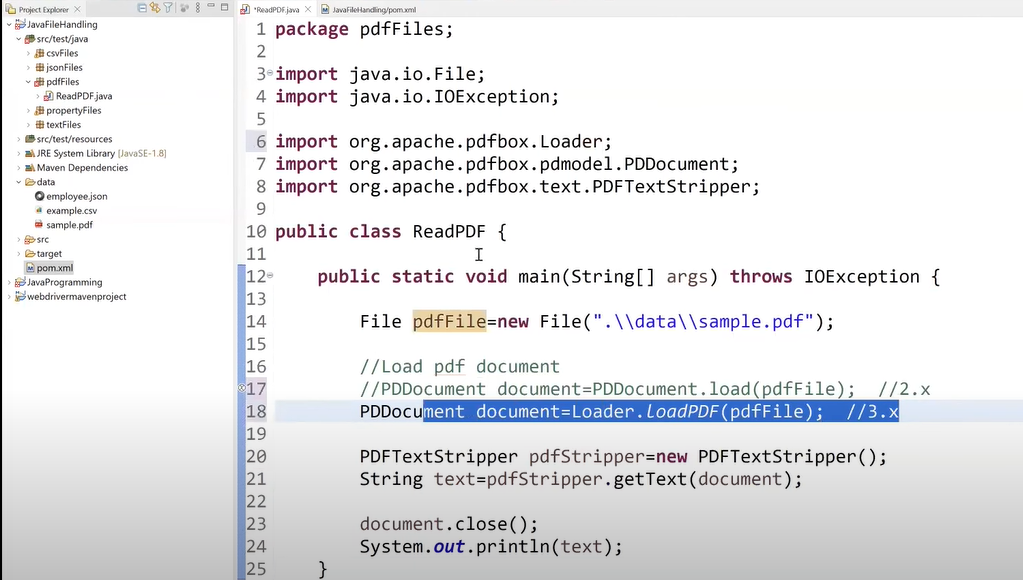 Project Explorer
JavaFileHandling
src/test/java
csvFiles
jsonFiles
pdfFiles
ReadPDF.java
propertyFiles
textFiles
src/test/resources
JRE System Library [JavaSE-1.8]
Maven Dependencies
data
employee.json
example.csv
sample.pdf
src
target
pom.xml
JavaProgramming
webdrivermavenproject
*ReadPDF.java JavaFileHandling/pom.xml
1 package pdfFiles;
2
3 import java.io.File;
4 import java.io.IOException;
5
6 import org.apache.pdfbox.Loader;
7 import org.apache.pdfbox.pdmodel.PDDocument;
8 import org.apache.pdfbox.text.PDFTextStripper;
9
10 public class ReadPDF {
11
12 public static void main(String[] args) throws IOException {
13
14 File pdfFile=new File(".\\data\\sample.pdf");
15
16 //Load pdf document
17 //PDDocument document=PDDocument.load(pdfFile); //2.x
18 PDDocument document=Loader.loadPDF(pdfFile); //3.x
19
20 PDFTextStripper pdfStripper=new PDFTextStripper();
21 String text=pdfStripper.getText(document);
22
23 document.close();
24 System.out.println(text);
25 }